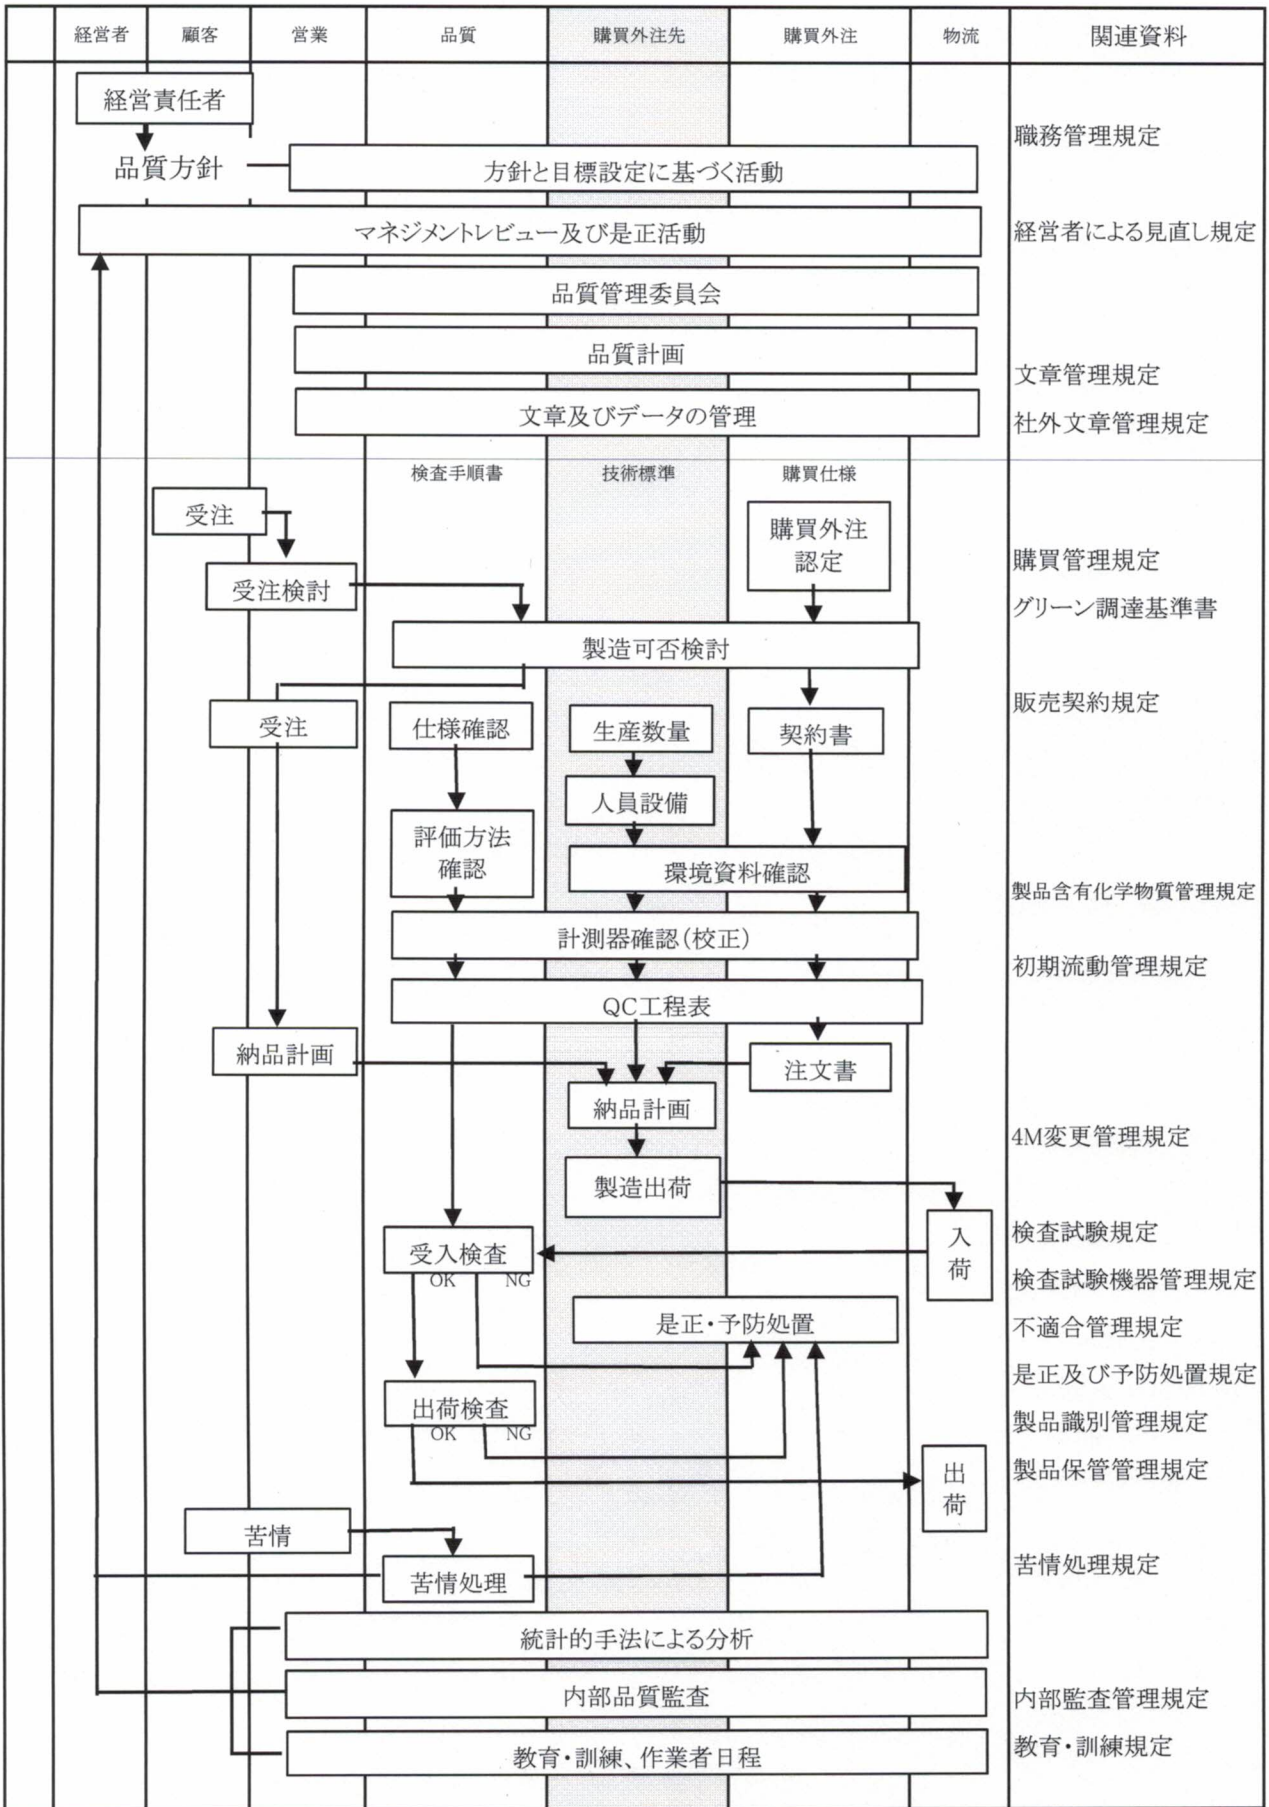 経営者
顧客
営業
品質
購買外注先
購買外注
物流
関連資料
経営責任者
職務管理規定
品質方針
方針と目標設定に基づく活動
マネジメントレビュー及び是正活動
経営者による見直し規定
品質管理委員会
品質計画
文章管理規定
文章及びデータの管理
社外文章管理規定
検査手順書
技術標準
購買仕様
受注
購買外注
認定
購買管理規定
受注検討
グリーン調達基準書
製造可否検討
販売契約規定
受注
仕様確認
生産数量
契約書
人員設備
評価方法
確認
環境資料確認
製品含有化学物質管理規定
計測器確認(校正)
初期流動管理規定
QC工程表
納品計画
注文書
納品計画
4M変更管理規定
製造出荷
入
荷
検査試験規定
受入検査
OK
NG
検査試験機器管理規定
是正・予防処置
不適合管理規定
是正及び予防処置規定
出荷検査
OK
NG
製品識別管理規定
出
荷
製品保管管理規定
苦情
苦情処理
苦情処理規定
統計的手法による分析
内部品質監査
内部監査管理規定
教育・訓練、作業者日程
教育・訓練規定